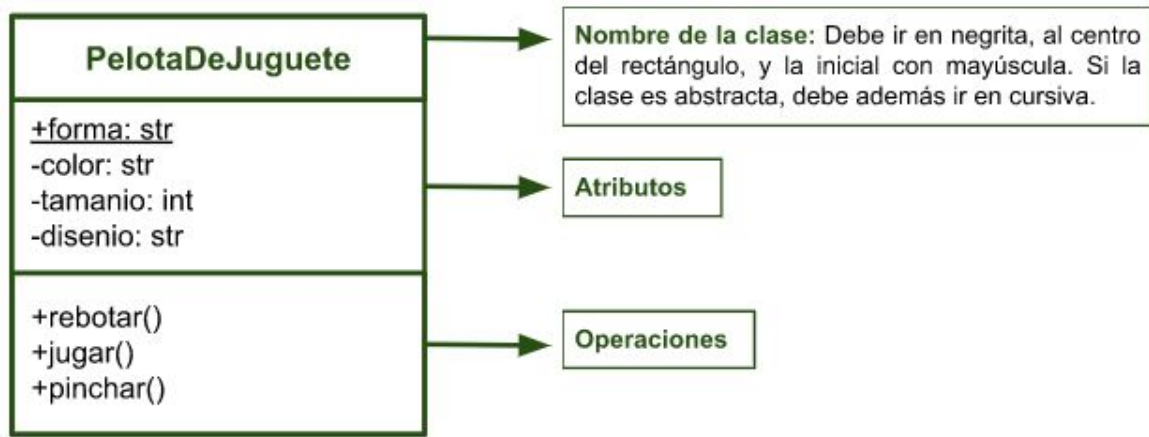 PelotaDeJuguete
+forma: str
-color: str
-tamanio: int
-disenio: str
+rebotar()
+jugar()
+pinchar()
Nombre de la clase: Debe ir en negrita, al centro
del rectángulo, y la inicial con mayúscula. Si la
clase es abstracta, debe además ir en cursiva.
Atributos
Operaciones